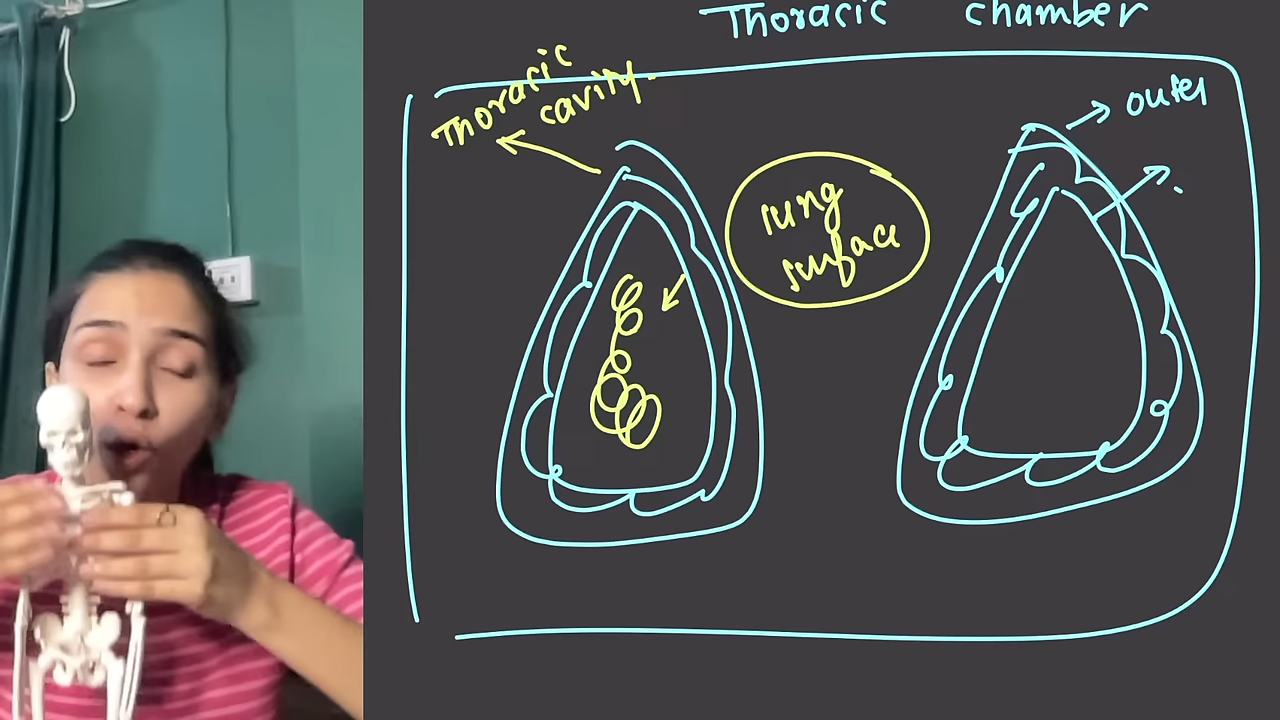 Thoracic chamber
Thoracic
cavity
outer
lung
surface